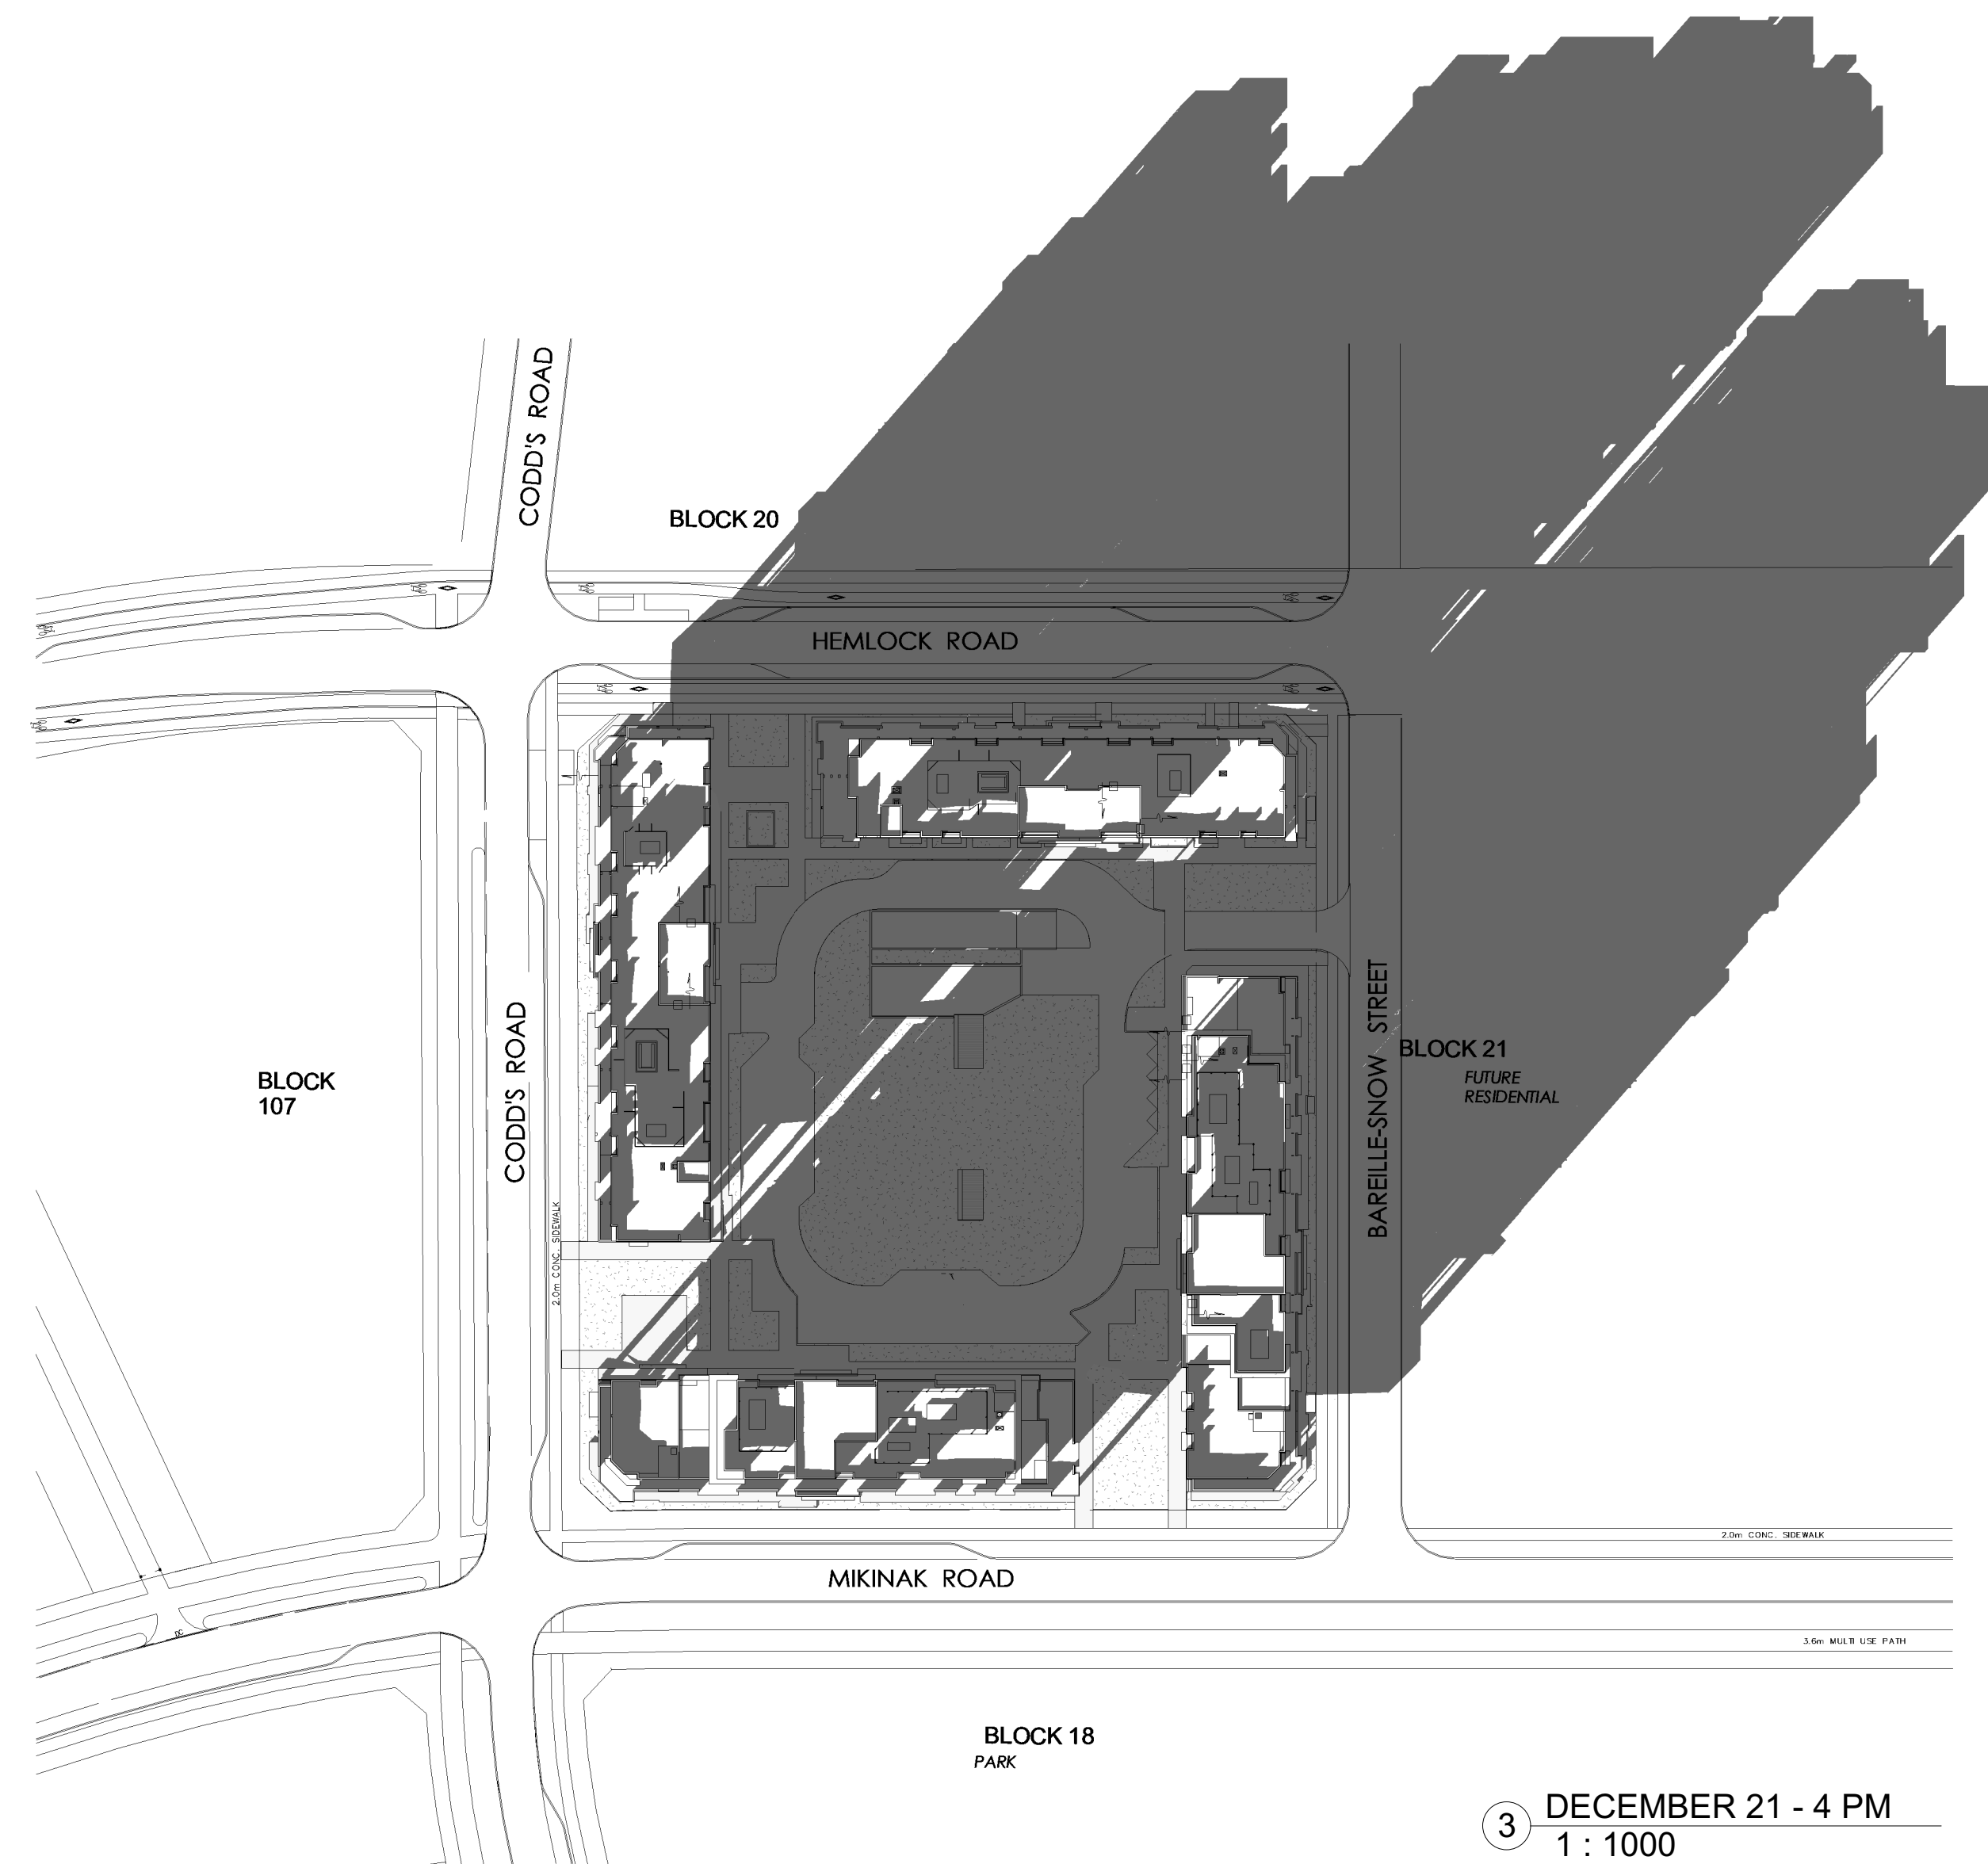 CODD'S ROAD
BLOCK 20
HEMLOCK ROAD
CODD'S ROAD
BLOCK
107
2.0m CONC. SIDEWALK
BAREILLE-SNOW STREET
BLOCK 21
FUTURE
RESIDENTIAL
2.0m CONC. SIDEWALK
MIKINAK ROAD
DC
3.6m MULTI USE PATH
BLOCK 18
PARK
3
DECEMBER 21 - 4 PM
1 : 1000